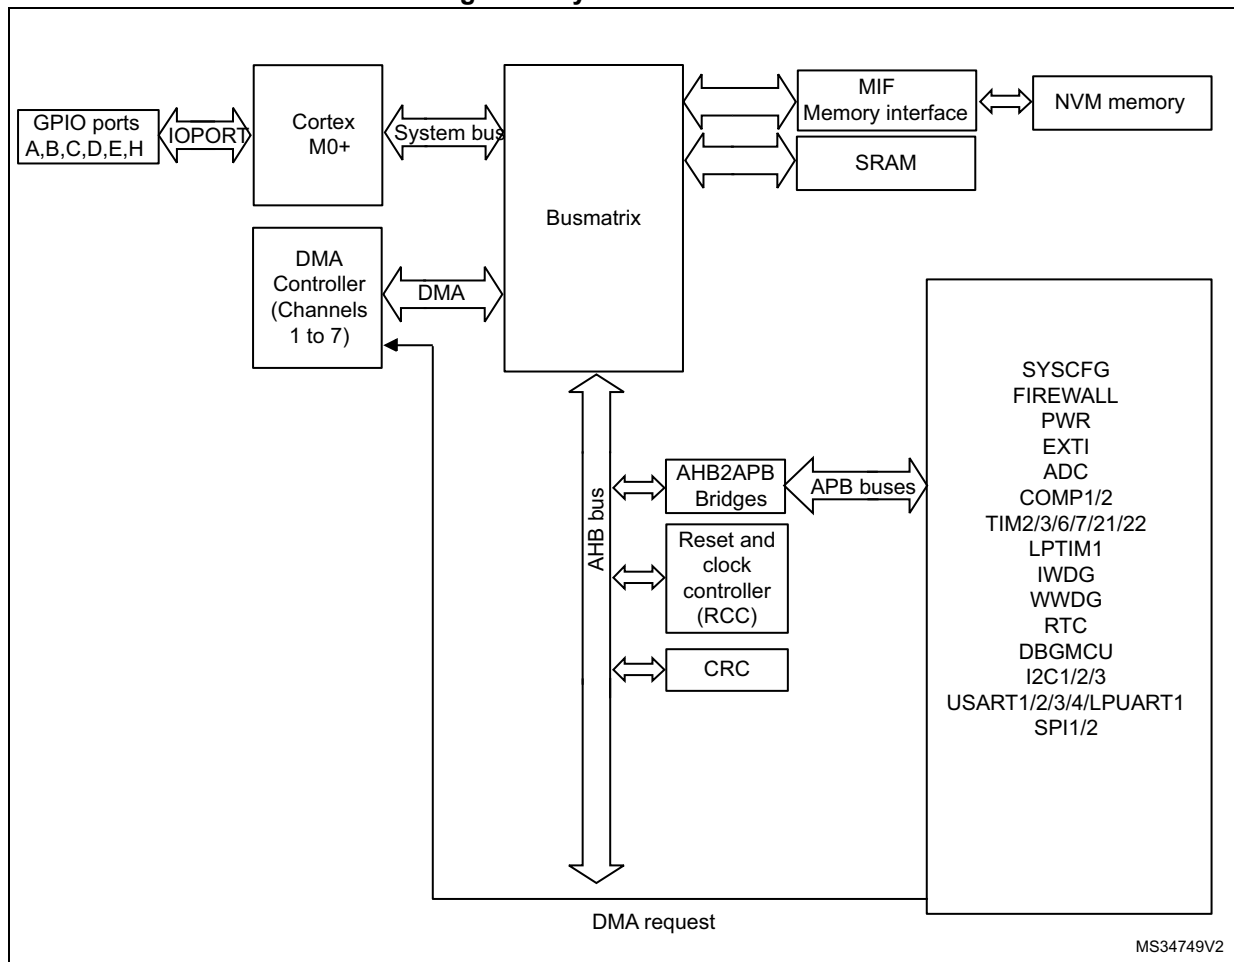 GPIO ports
A,B,C,D,E,H
IOPORT
Cortex
M0+
System bus
Busmatrix
MIF
Memory interface
NVM memory
SRAM
DMA
Controller
(Channels
1 to 7)
DMA
AHB bus
AHB2APB
Bridges
APB buses
Reset and
clock
controller
(RCC)
CRC
SYSCFG
FIREWALL
PWR
EXTI
ADC
COMP1/2
TIM2/3/6/7/21/22
LPTIM1
IWDG
WWDG
RTC
DBGMCU
I2C1/2/3
USART1/2/3/4/LPUART1
SPI1/2
DMA request
MS34749V2